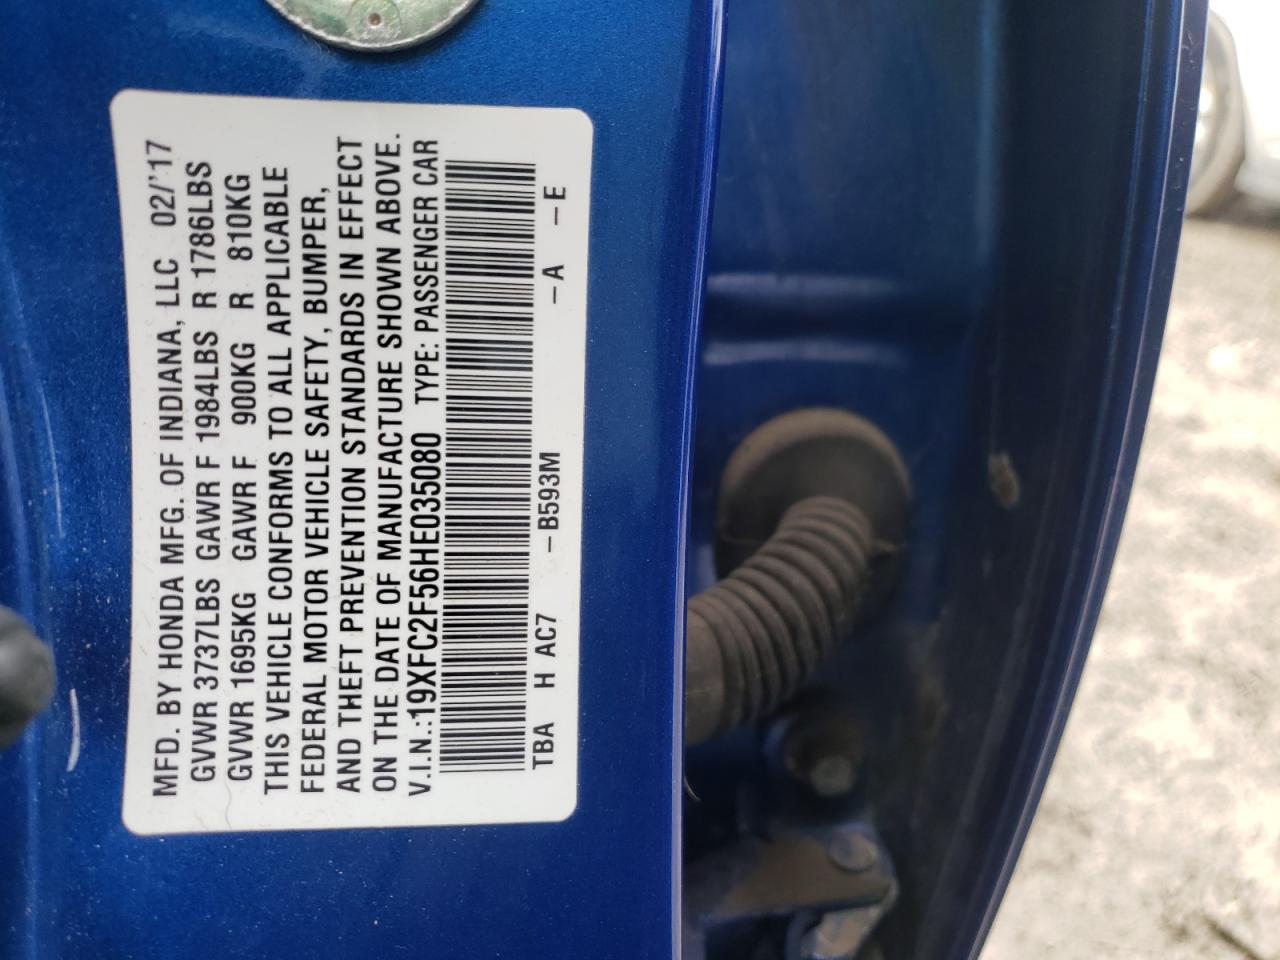 MFD. BY HONDA MFG. OF INDIANA, LLC 02/'17
GVWR 3737LBS GAWR F 1984LBS R 1786LBS
GVWR 1695KG GAWR F 900KG R 810KG
THIS VEHICLE CONFORMS TO ALL APPLICABLE
FEDERAL MOTOR VEHICLE SAFETY, BUMPER,
AND THEFT PREVENTION STANDARDS IN EFFECT
ON THE DATE OF MANUFACTURE SHOWN ABOVE.
V.I.N.:19XFC2F56HE035080 TYPE: PASSENGER CAR
TBA H AC7 –B593M –A –E